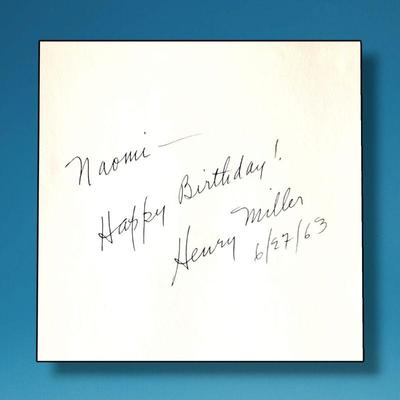 Naomi —
Happy Birthday!
Henry Miller
6/27/63